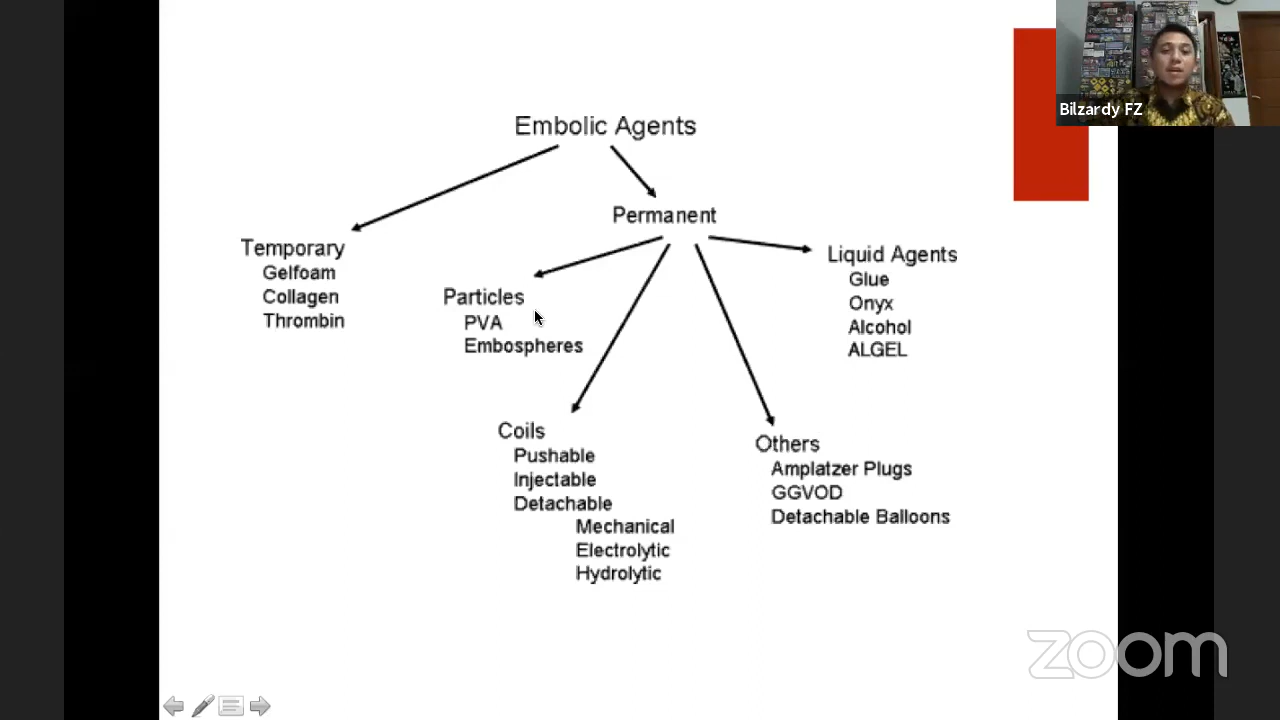 Embolic Agents
Permanent
Temporary
Gelfoam
Collagen
Thrombin
Particles
PVA
Embospheres
Liquid Agents
Glue
Onyx
Alcohol
ALGEL
Coils
Pushable
Injectable
Detachable
Mechanical
Electrolytic
Hydrolytic
Others
Amplatzer Plugs
GGVOD
Detachable Balloons
Bilzardy FZ
zoom